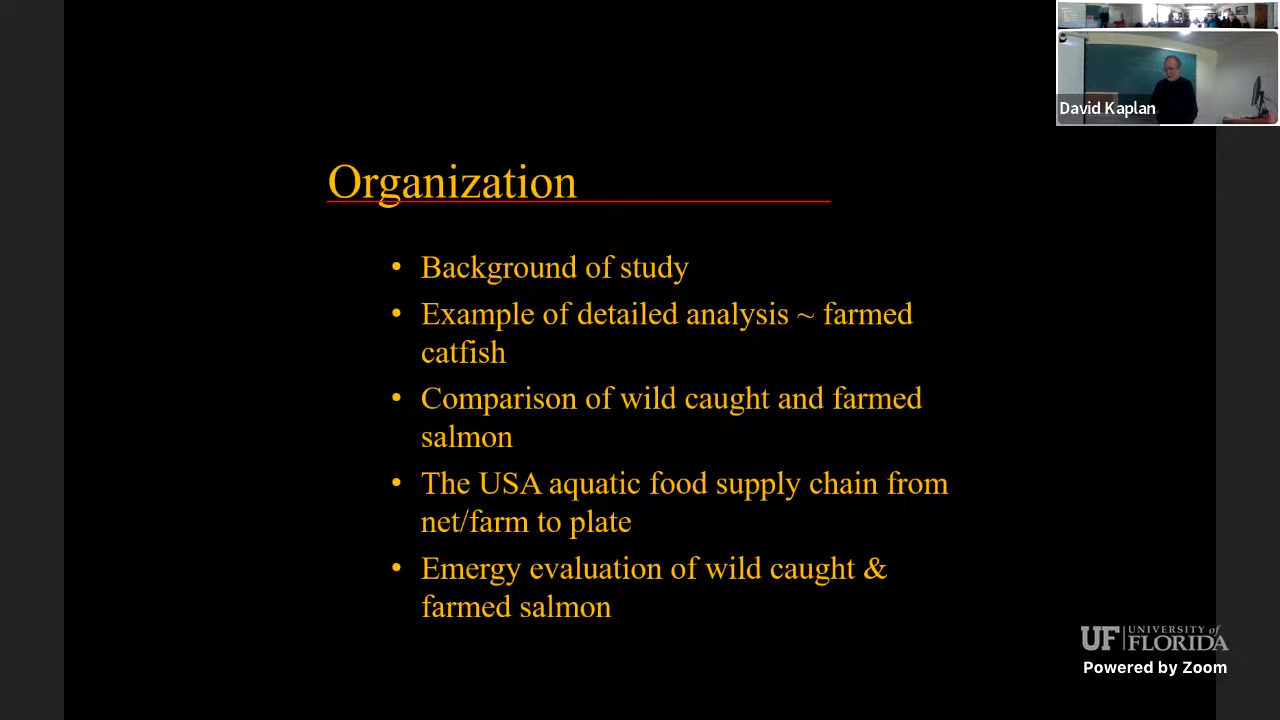 David Kaplan
Organization
• Background of study
• Example of detailed analysis ~ farmed
catfish
• Comparison of wild caught and farmed
salmon
• The USA aquatic food supply chain from
net/farm to plate
• Emergy evaluation of wild caught &
farmed salmon
UF UNIVERSITY of
FLORIDA
Powered by Zoom